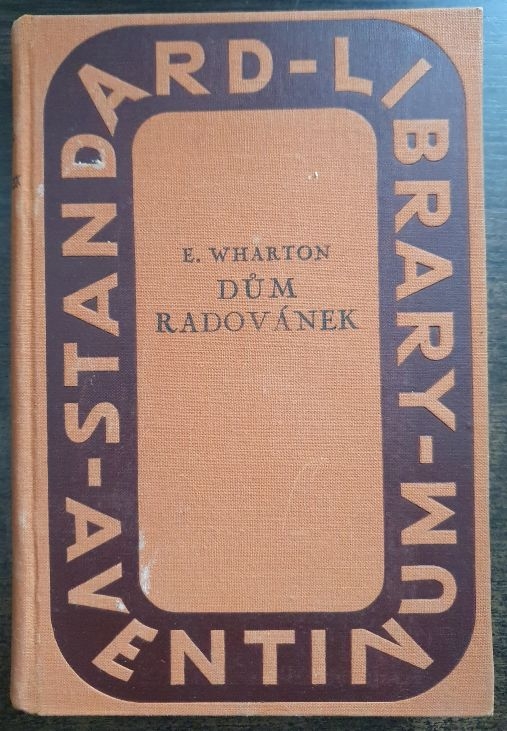 STANDARD-LIBRARY
-AVENTINUM-
E. WHARTON
DŮM
RADOVÁNEK